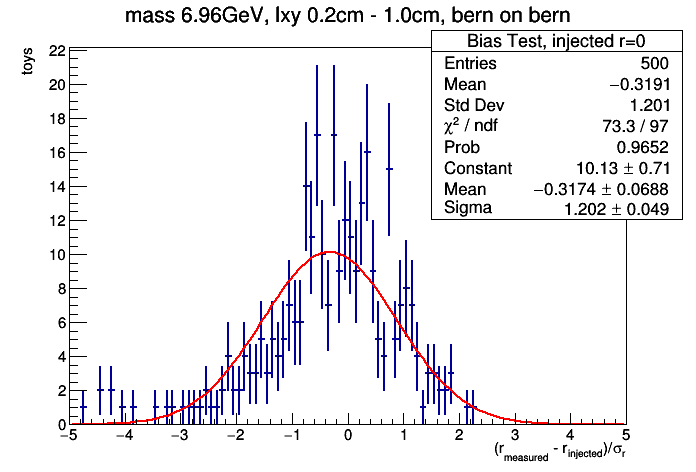 mass 6.96GeV, lxy 0.2cm - 1.0cm, bern on bern
Bias Test, injected r=0
Entries 500
Mean −0.3191
Std Dev 1.201
χ² / ndf 73.3 / 97
Prob 0.9652
Constant 10.13 ± 0.71
Mean −0.3174 ± 0.0688
Sigma 1.202 ± 0.049
toys
22
20
18
16
14
12
10
8
6
4
2
0
−5 −4 −3 −2 −1 0 1 2 3 4 5
(r_measured - r_injected)/σ_r